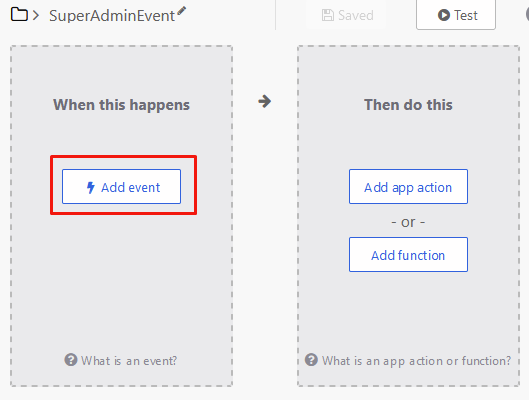 SuperAdminEvent
Saved
Test
When this happens
Then do this
Add event
Add app action
- or -
Add function
What is an event?
What is an app action or function?